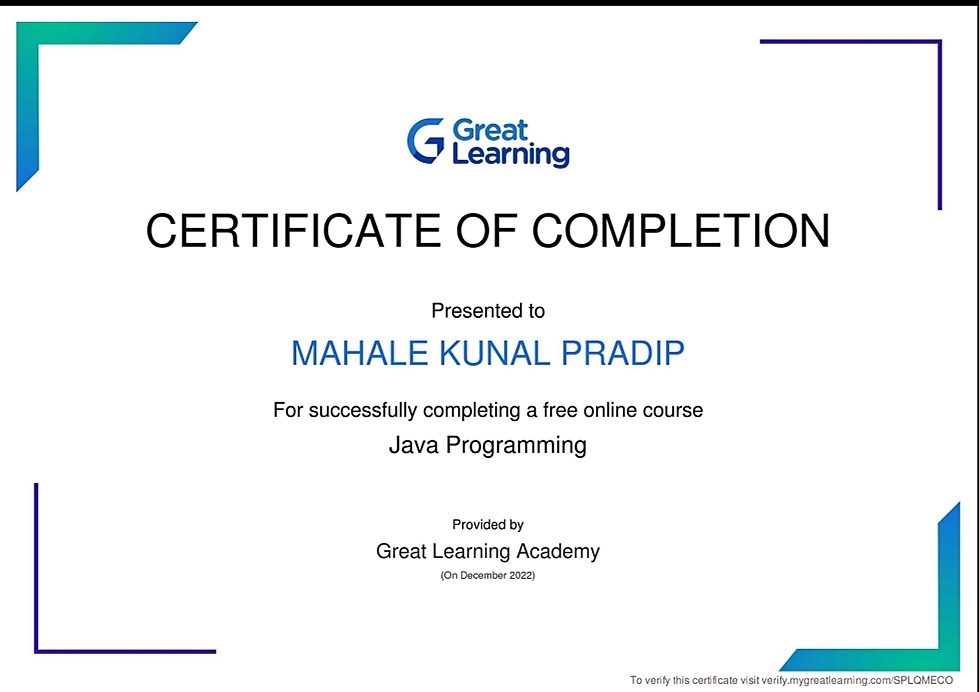 Great
Learning
CERTIFICATE OF COMPLETION
Presented to
MAHALE KUNAL PRADIP
For successfully completing a free online course
Java Programming
Provided by
Great Learning Academy
(On December 2022)
To verify this certificate visit verify.mygreatlearning.com/SPLQMECO